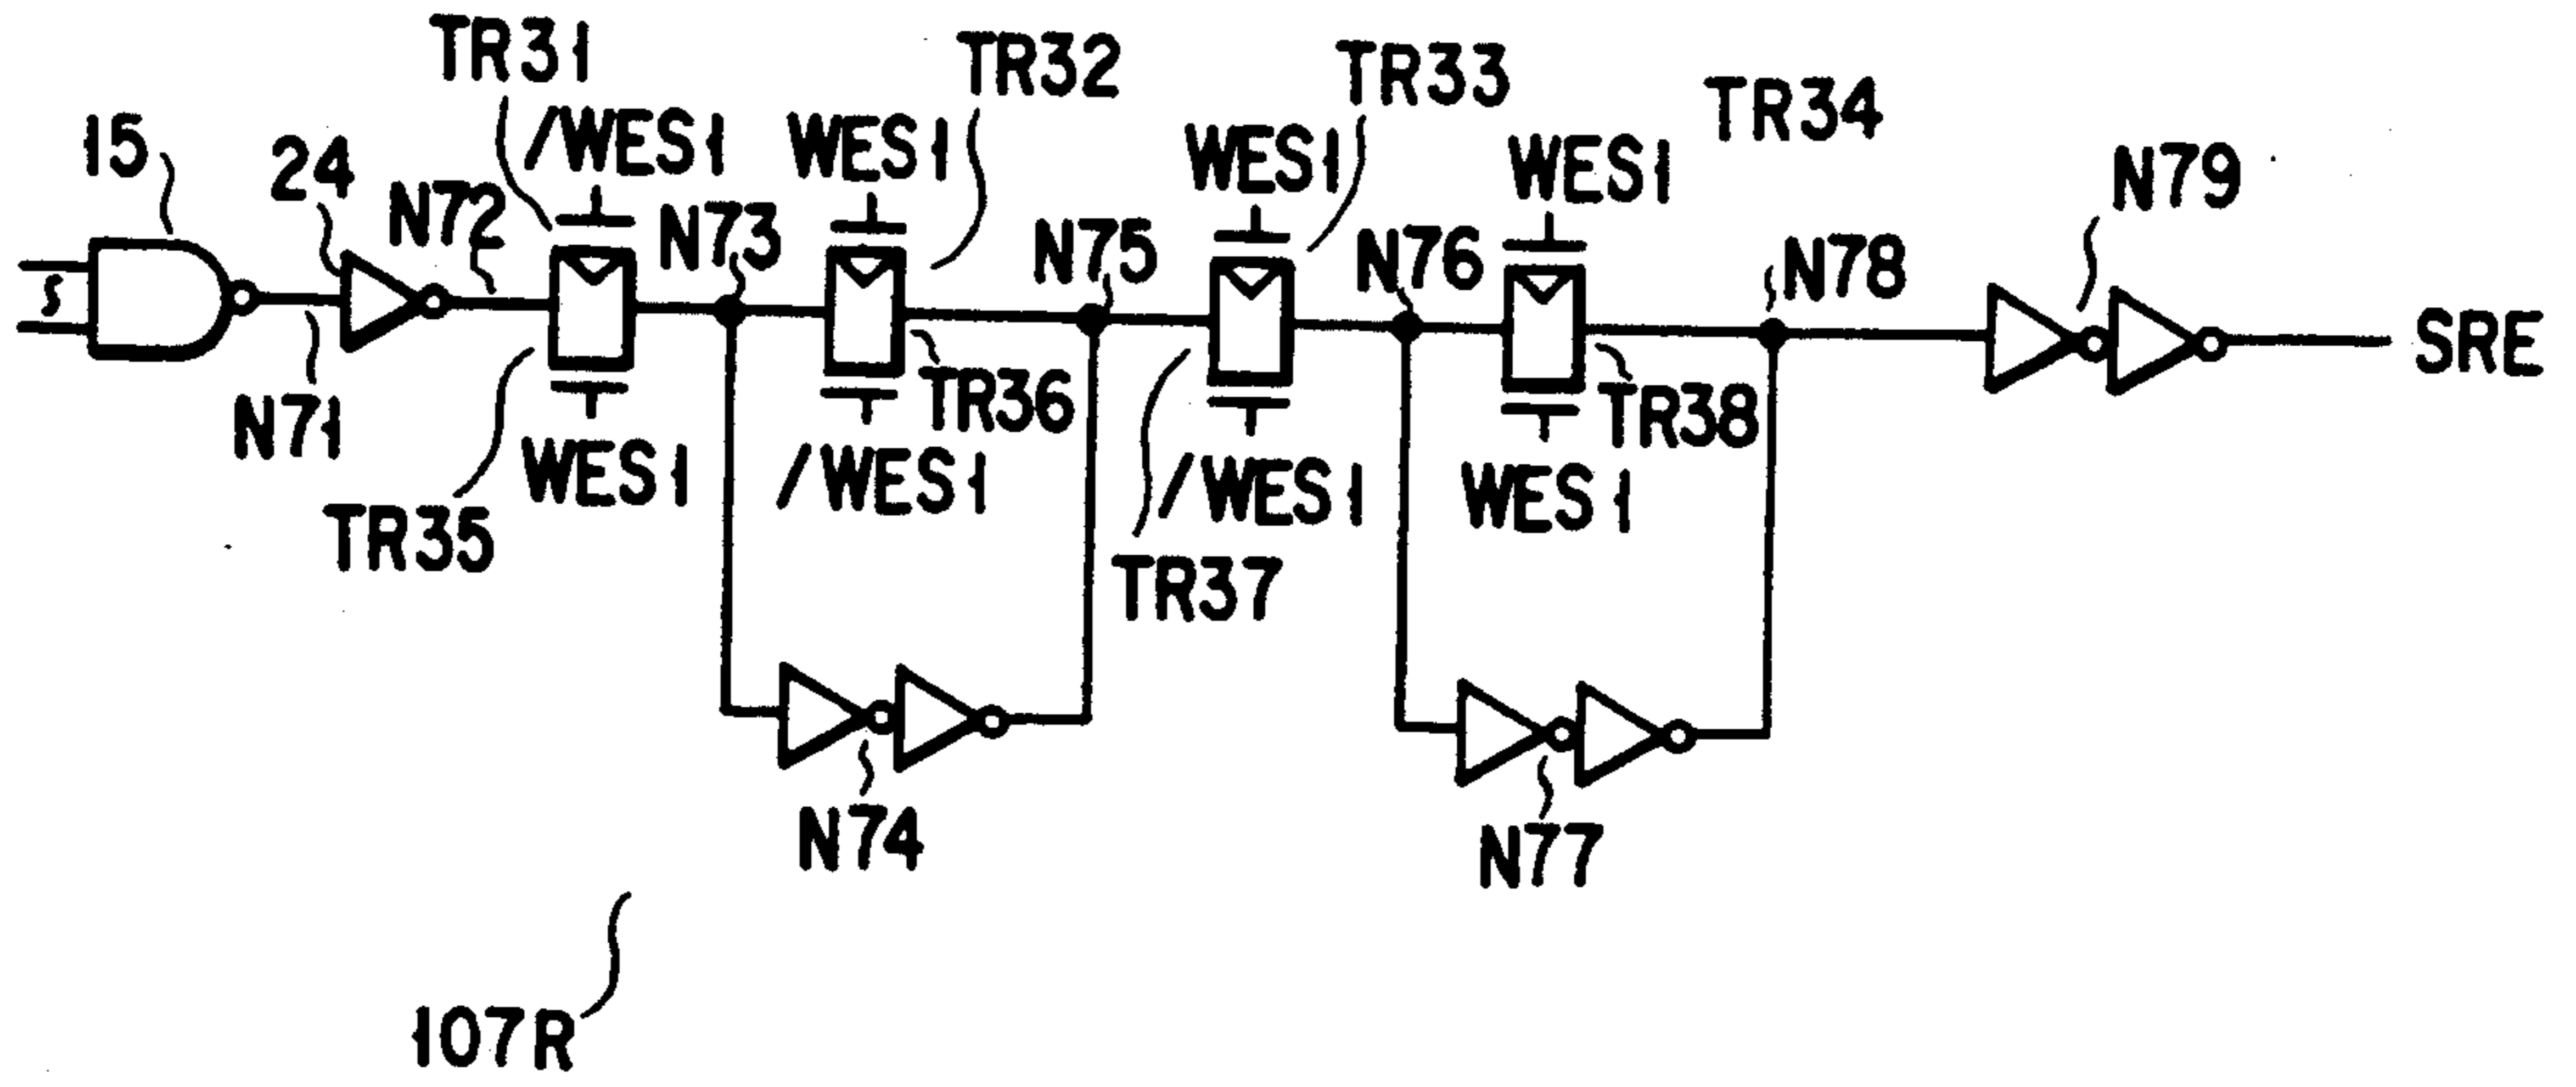 TR31
TR32
TR33
TR34
15
24
N72
/WES1
WES1
WES1
WES1
N73
N75
N76
N78
N79
S
SRE
N71
TR35
WES1
TR36
/WES1
TR37
/WES1
TR38
WES1
N74
N77
107R